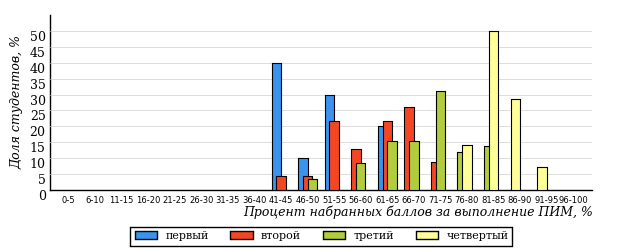 Доля студентов, %
50
45
40
35
30
25
20
15
10
5
0
0-5 6-10 11-15 16-20 21-25 26-30 31-35 36-40 41-45 46-50 51-55 56-60 61-65 66-70 71-75 76-80 81-85 86-90 91-95 96-100
Процент набранных баллов за выполнение ПИМ, %
первый второй третий четвертый